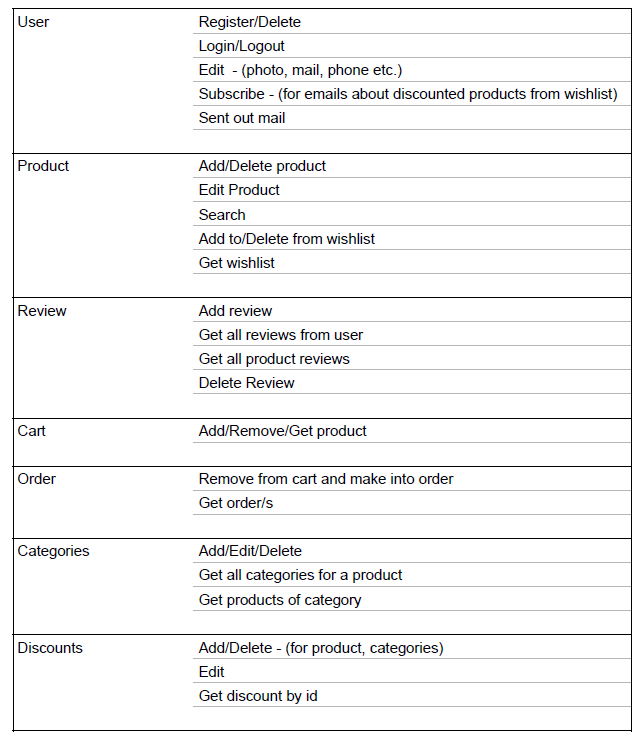 User Register/Delete
Login/Logout
Edit - (photo, mail, phone etc.)
Subscribe - (for emails about discounted products from wishlist)
Sent out mail
Product Add/Delete product
Edit Product
Search
Add to/Delete from wishlist
Get wishlist
Review Add review
Get all reviews from user
Get all product reviews
Delete Review
Cart Add/Remove/Get product
Order Remove from cart and make into order
Get order/s
Categories Add/Edit/Delete
Get all categories for a product
Get products of category
Discounts Add/Delete - (for product, categories)
Edit
Get discount by id